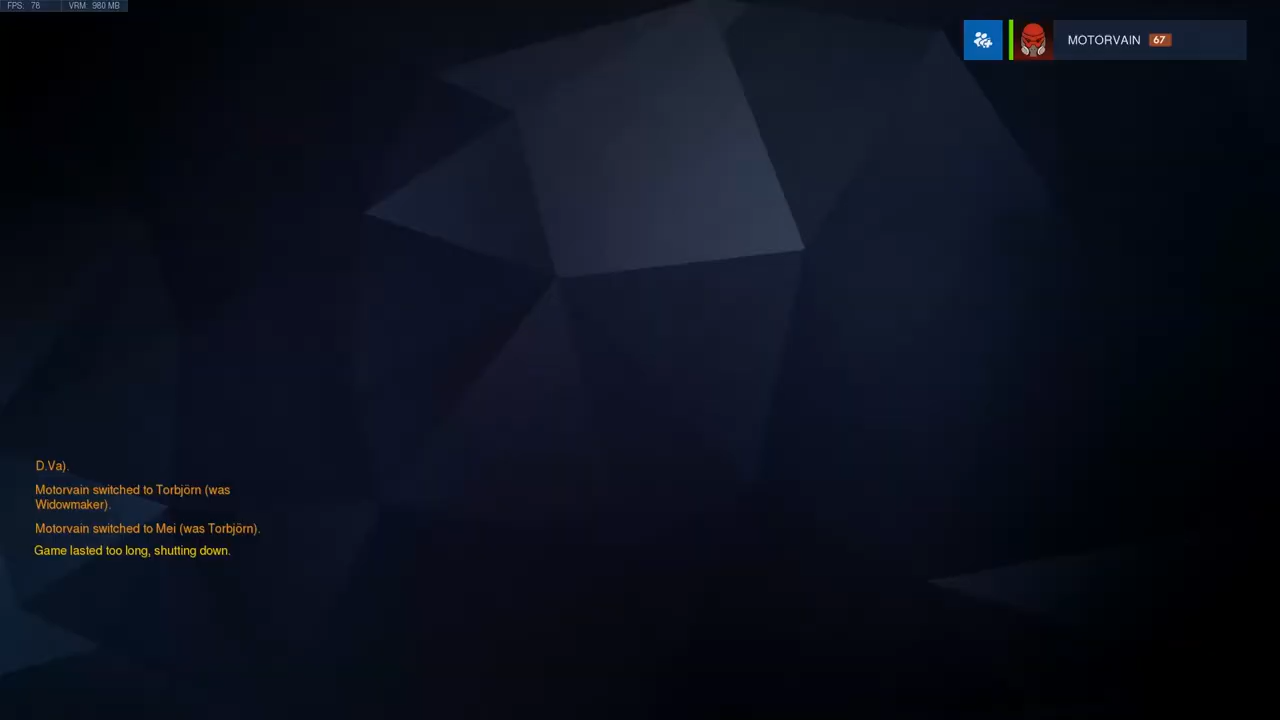 FPS: 76 VRM: 980 MB
MOTORVAIN 67
D.Va).
Motorvain switched to Torbjörn (was
Widowmaker).
Motorvain switched to Mei (was Torbjörn).
Game lasted too long, shutting down.